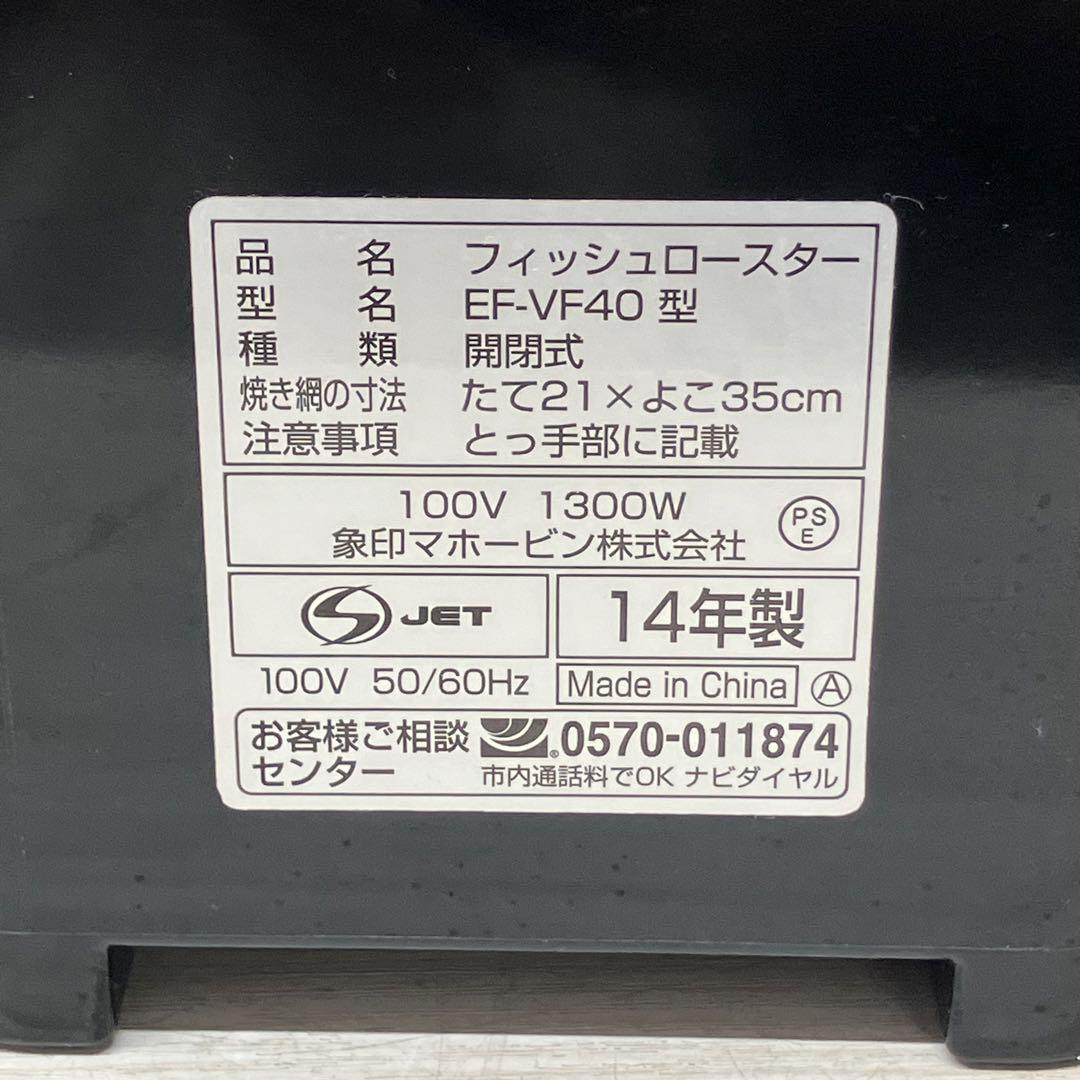 品名 フィッシュロースター
型名 EF-VF40 型
種類 開閉式
焼き網の寸法 たて21×よこ35cm
注意事項 とっ手部に記載
100V 1300W
象印マホービン株式会社
PSE
JET
14年製
100V 50/60Hz
Made in China
A
お客様ご相談
センター
®0570-011874
市内通話料でOK ナビダイヤル